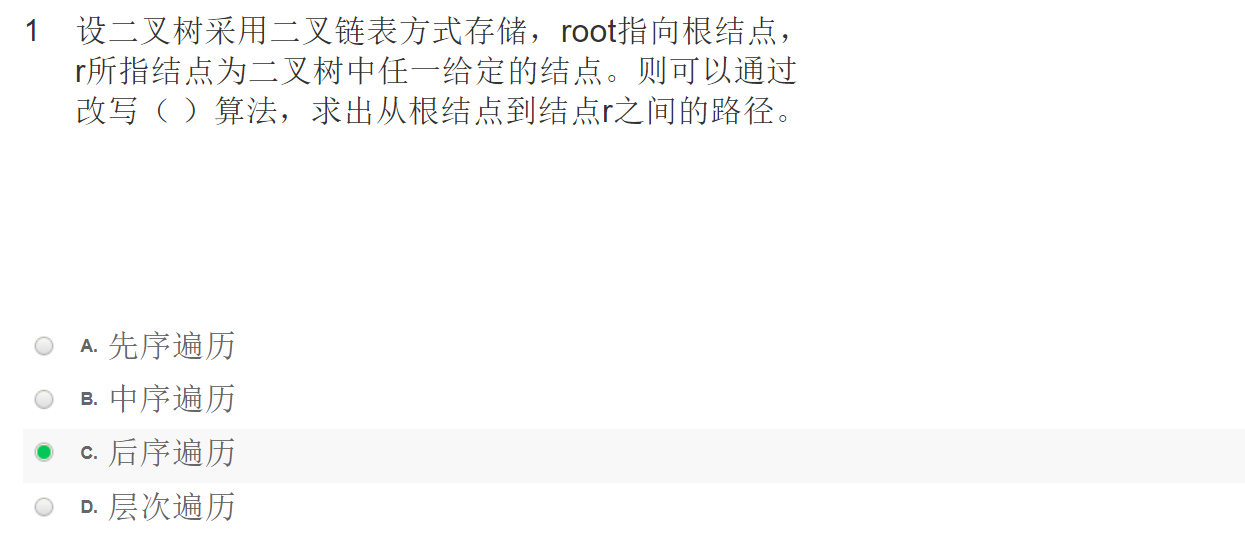 1 设二叉树采用二叉链表方式存储，root指向根结点，
r所指结点为二叉树中任一给定的结点。则可以通过
改写（ ）算法，求出从根结点到结点r之间的路径。
A. 先序遍历
B. 中序遍历
C. 后序遍历
D. 层次遍历